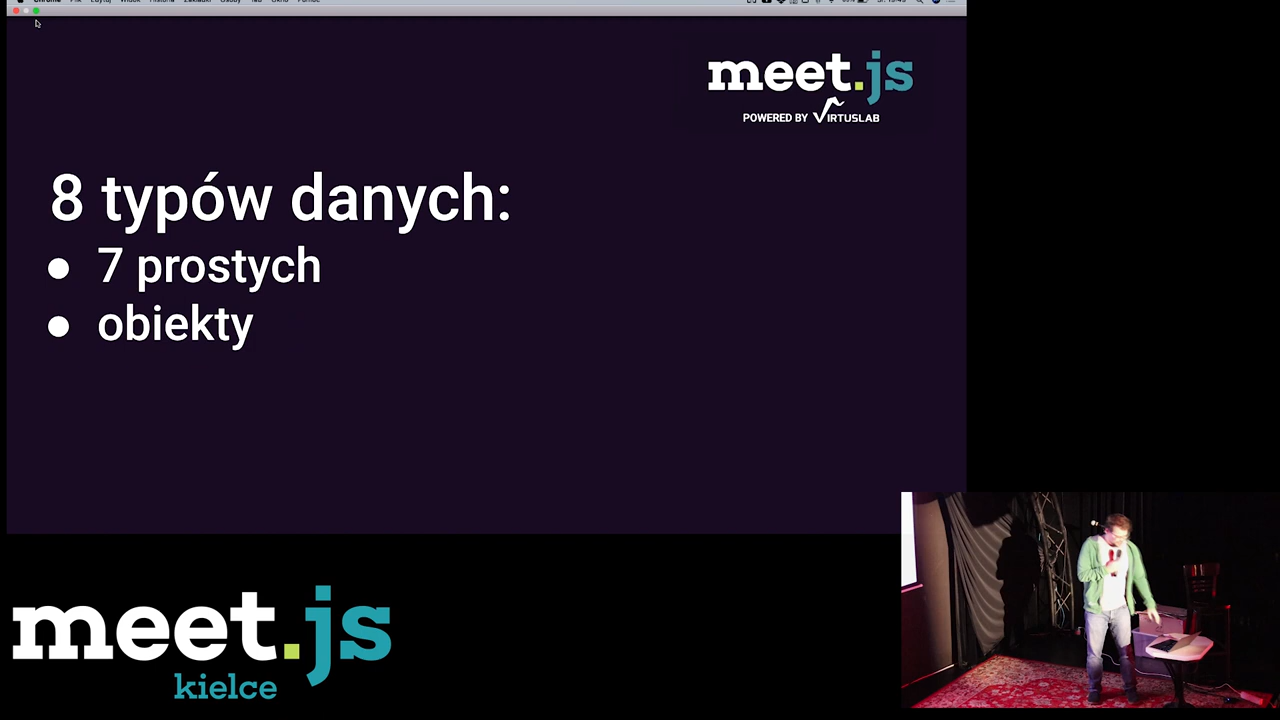 meet.js
POWERED BY VIRTUSLAB
8 typów danych:
● 7 prostych
● obiekty
meet.js
kielce